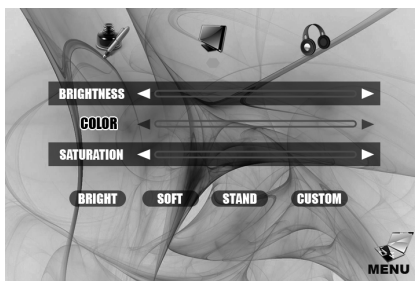 BRIGHTNESS
COLOR
SATURATION
BRIGHT SOFT STAND CUSTOM
MENU